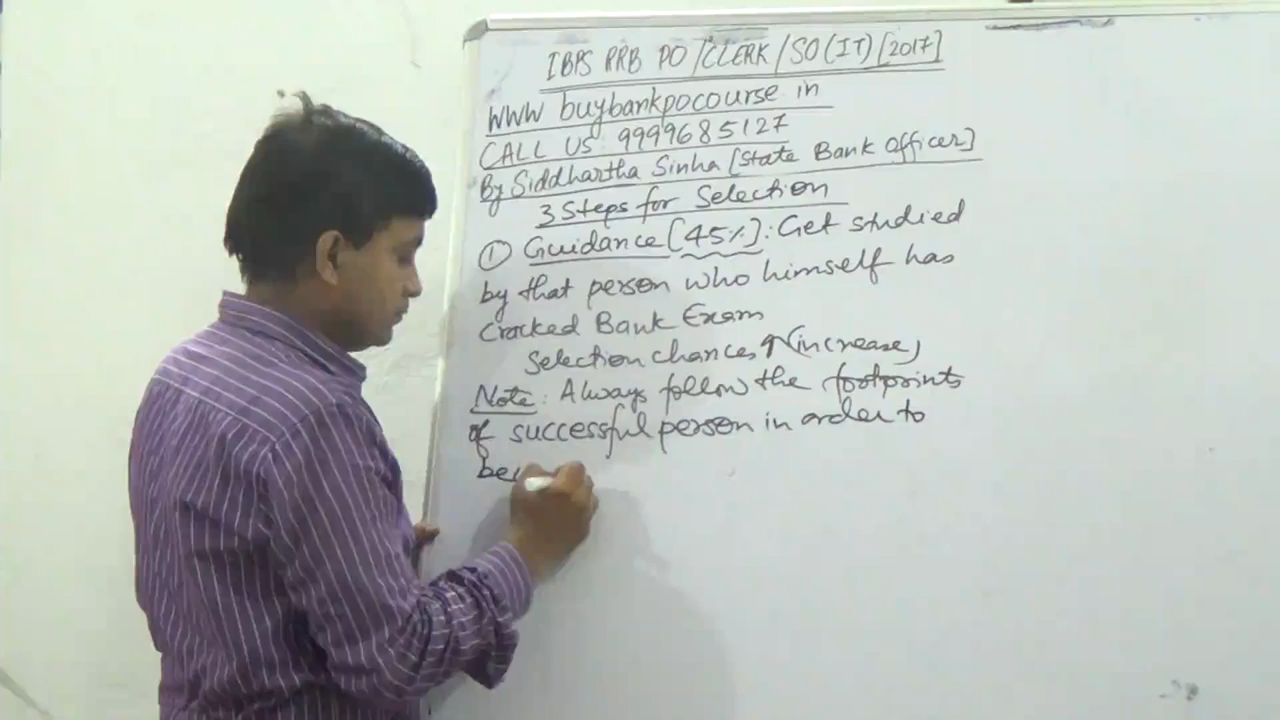 IBPS RRB PO/CLERK/SO(IT)[2017]
WWW buybankpocourse in
CALL US: 9999685127
By Siddhartha Sinha [State Bank Officer]
3 Steps for Selection
① Guidance [45%]: Get studied
by that person who himself has
Cracked Bank Exam
Selection chances ↑ (increase)
Note: Always follow the footprints
of successful person in order to
bec